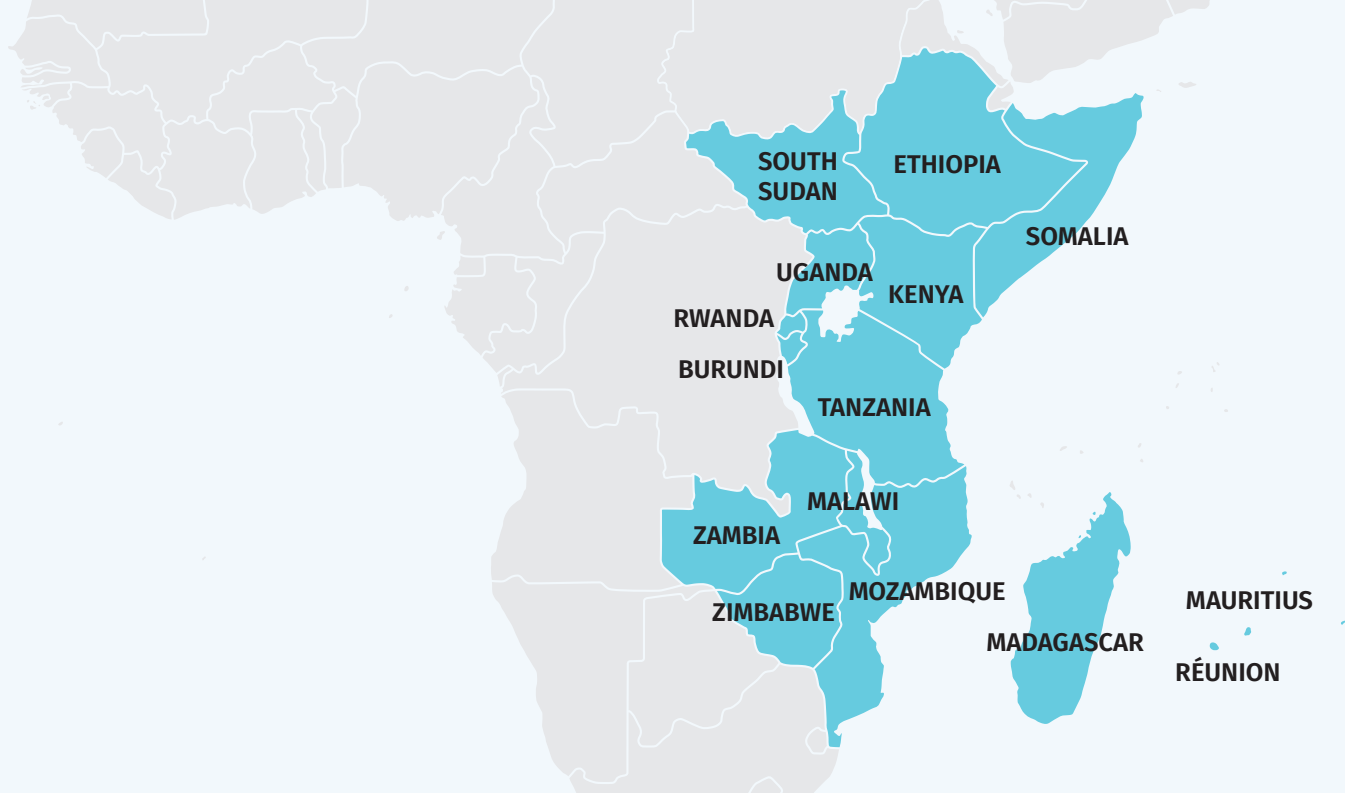 SOUTH
SUDAN
ETHIOPIA
SOMALIA
UGANDA
KENYA
RWANDA
BURUNDI
TANZANIA
MALAWI
ZAMBIA
MOZAMBIQUE
ZIMBABWE
MAURITIUS
MADAGASCAR
RÉUNION